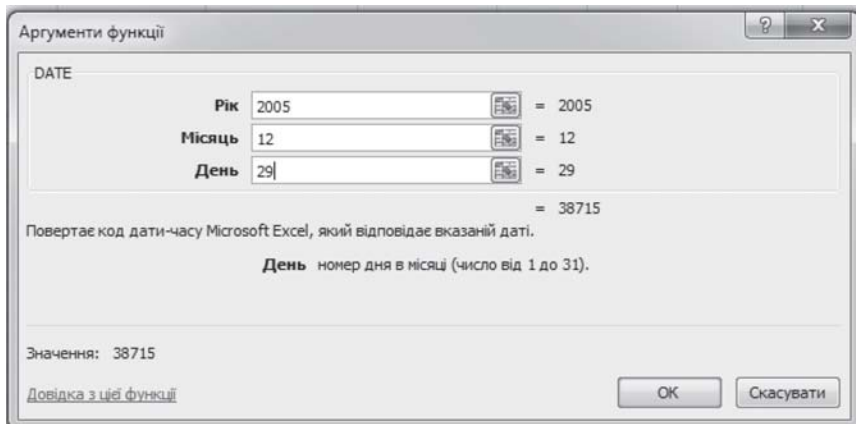 Аргументи функції
DATE
Рік 2005 = 2005
Місяць 12 = 12
День 29 = 29
= 38715
Повертає код дати-часу Microsoft Excel, який відповідає вказаній даті.
День номер дня в місяці (число від 1 до 31).
Значення: 38715
Довідка з цієї функції
ОК Скасувати